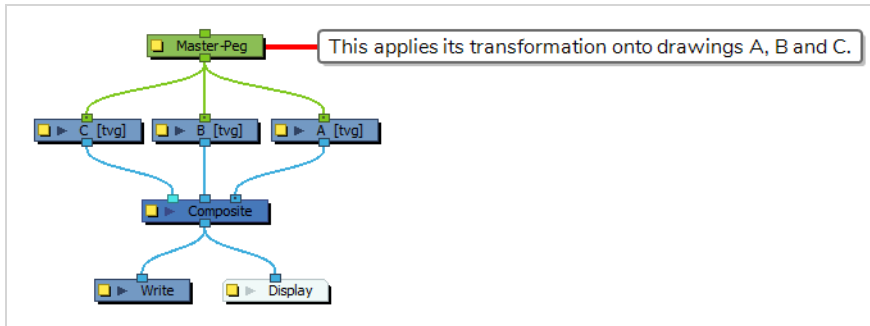 Master-Peg
This applies its transformation onto drawings A, B and C.
C [tvg]
B [tvg]
A [tvg]
Composite
Write
Display